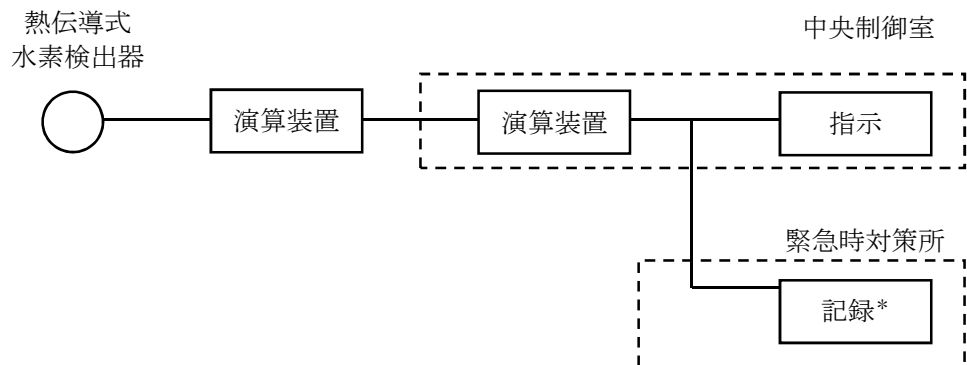 熱伝導式
水素検出器
中央制御室
演算装置
演算装置
指示
緊急時対策所
記録*